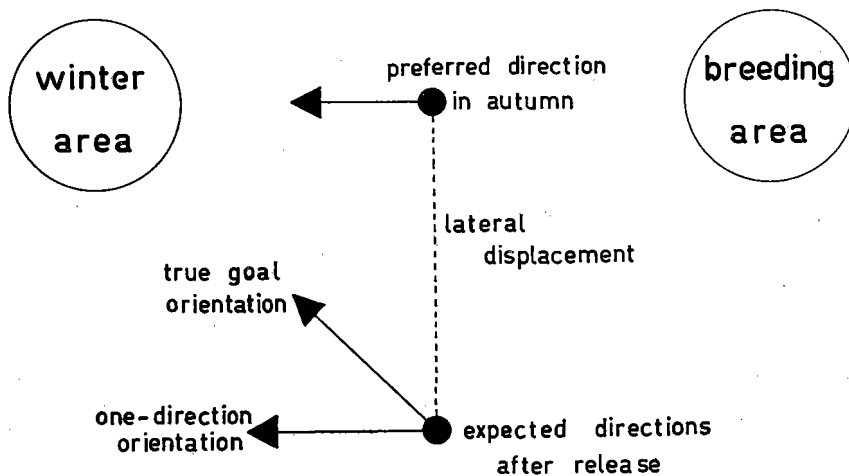 winter
area
preferred direction
in autumn
breeding
area
lateral
displacement
true goal
orientation
one-direction
orientation
expected directions
after release